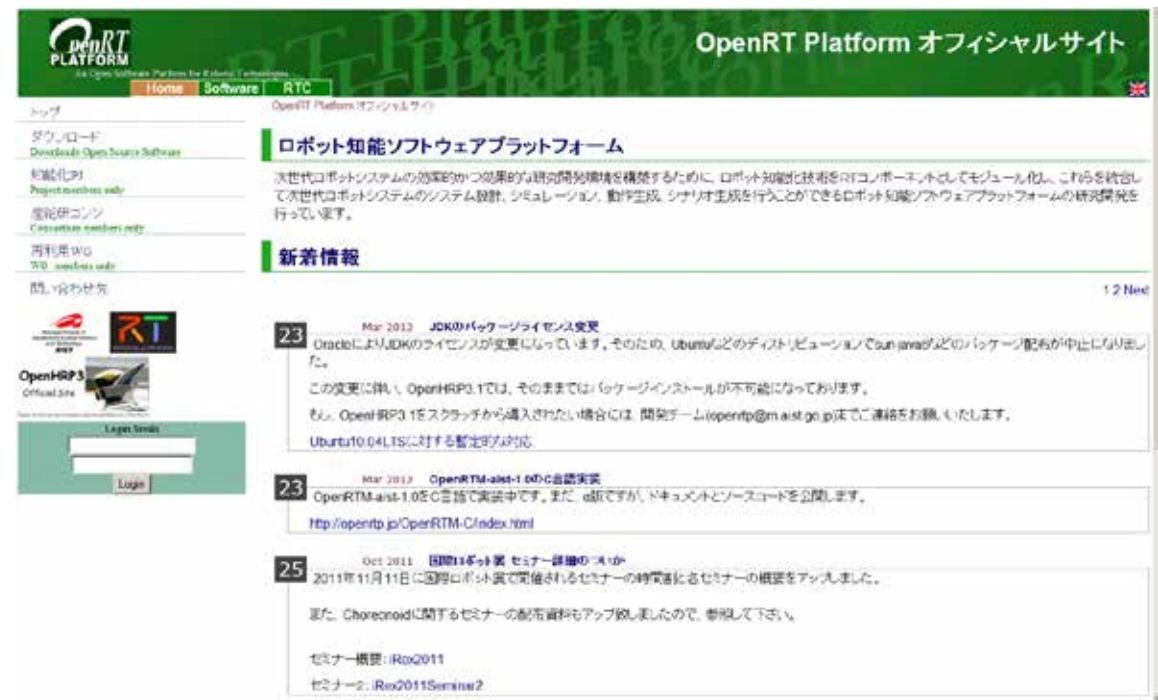 OpenRT
PLATFORM
OpenRT Platform オフィシャルサイト
Home Software RTC
トップ
OpenRT Platform オフィシャルサイト
ダウンロード
Downloads Open Source Software
知能化PJ
Project members only
産総研コンソ
Consortium members only
再利用WG
WG members only
問い合わせ先
RT
OpenHRP3
Official Site
Login
ロボット知能ソフトウェアプラットフォーム
次世代ロボットシステムの効率的かつ効果的な研究開発環境を構築するために、ロボット知能化技術をRTコンポーネントとしてモジュール化し、これらを統合し
て次世代ロボットシステムのシステム設計、シミュレーション、動作生成、シナリオ生成を行うことができるロボット知能ソフトウェアプラットフォームの研究開発を
行っています。
新着情報
1 2 Next
23 Mar 2012 JDKのパッケージライセンス変更
OracleによりJDKのライセンスが変更になっています。そのため、Ubuntuなどのディストリビューションでsun-javaなどのパッケージ配布が中止になりまし
た。
この変更に伴い、OpenHRP3.1では、そのままではパッケージインストールが不可能になっております。
もし、OpenHRP3.1をスクラッチから導入されたい場合には、開発チーム(openrtp@m.aist.go.jp)までご連絡をお願いいたします。
Ubuntu10.04LTSに対する暫定的な対応
23 Mar 2012 OpenRTM-aist-1.0のC言語実装
OpenRTM-aist-1.0をC言語で実装中です。まだ、α版ですが、ドキュメントとソースコードを公開します。
http://openrtp.jp/OpenRTM-C/index.html
25 Oct 2011 国際ロボット展 セミナー詳細のついか
2011年11月11日に国際ロボット展で開催されるセミナーの時間割と各セミナーの概要をアップしました。
また、Choreonoidに関するセミナーの配布資料もアップ致しましたので、参照して下さい。
セミナー概要: iRex2011
セミナー2: iRex2011Seminar2